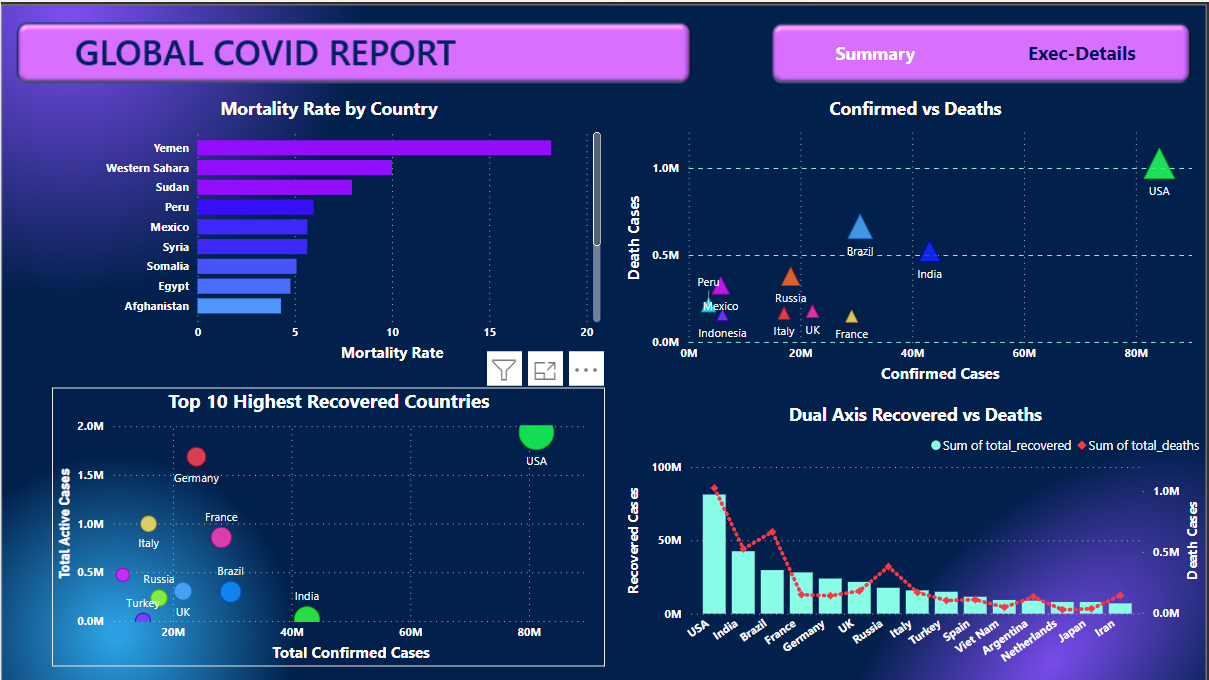 GLOBAL COVID REPORT
Summary
Exec-Details
Mortality Rate by Country
Yemen
Western Sahara
Sudan
Peru
Mexico
Syria
Somalia
Egypt
Afghanistan
0 5 10 15 20
Mortality Rate
Confirmed vs Deaths
Death Cases
1.0M
0.5M
0.0M
USA
Brazil
India
Peru
Russia
Mexico
Indonesia
Italy
UK
France
0M 20M 40M 60M 80M
Confirmed Cases
Top 10 Highest Recovered Countries
Total Active Cases
2.0M
1.5M
1.0M
0.5M
0.0M
USA
Germany
France
Italy
Russia
Brazil
Turkey
UK
India
20M 40M 60M 80M
Total Confirmed Cases
Dual Axis Recovered vs Deaths
Sum of total_recovered Sum of total_deaths
Recovered Cases
100M
50M
0M
1.0M
0.5M
0.0M
Death Cases
USA India Brazil France Germany UK Russia Italy Turkey Spain Viet Nam Argentina Netherlands Japan Iran